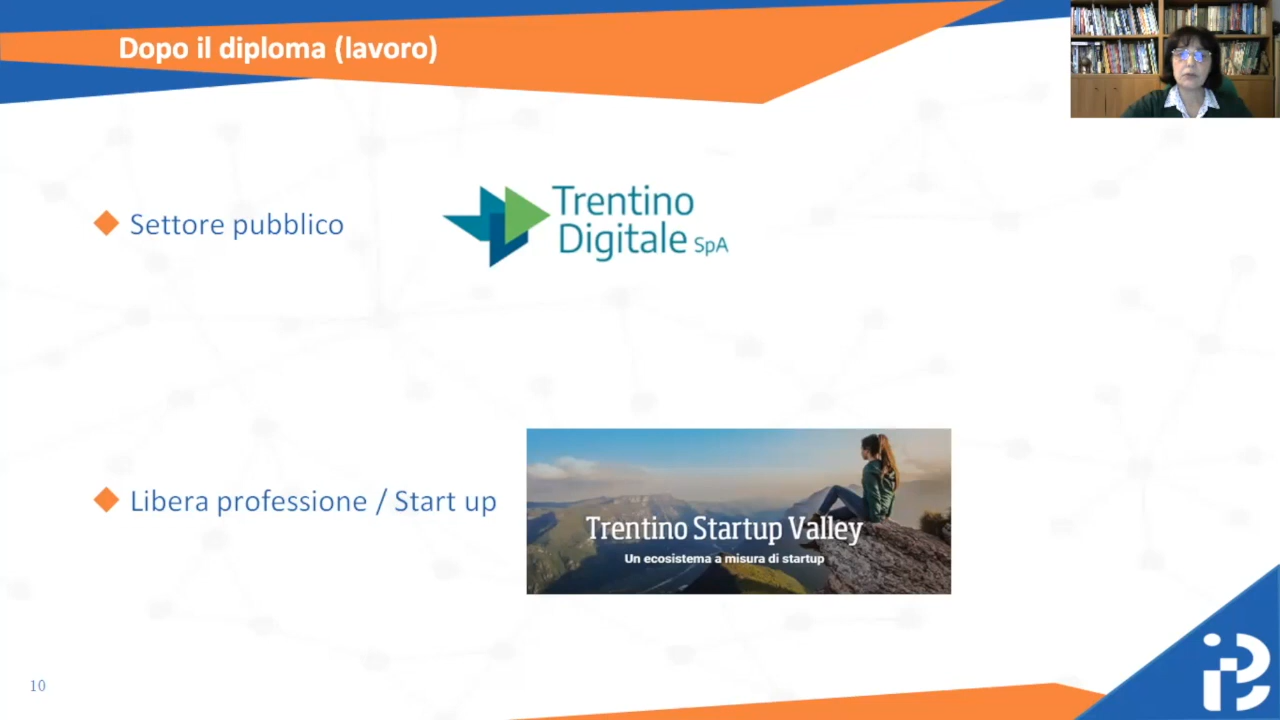 Dopo il diploma (lavoro)
Settore pubblico
Trentino
Digitale SpA
Libera professione / Start up
Trentino Startup Valley
Un ecosistema a misura di startup
10